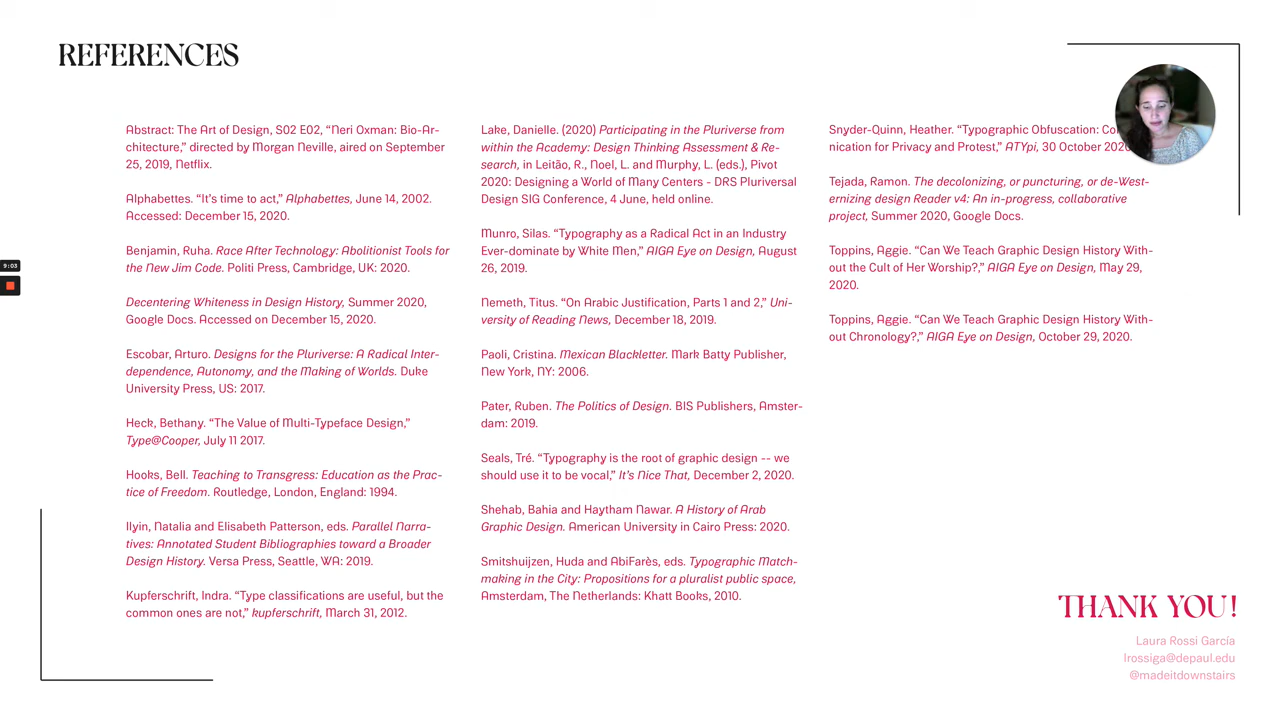 REFERENCES
Abstract: The Art of Design, S02 E02, “Neri Oxman: Bio-Ar-
chitecture,” directed by Morgan Neville, aired on September
25, 2019, Netflix.
Alphabettes. “It’s time to act,” Alphabettes, June 14, 2002.
Accessed: December 15, 2020.
Benjamin, Ruha. Race After Technology: Abolitionist Tools for
the New Jim Code. Politi Press, Cambridge, UK: 2020.
Decentering Whiteness in Design History, Summer 2020,
Google Docs. Accessed on December 15, 2020.
Escobar, Arturo. Designs for the Pluriverse: A Radical Inter-
dependence, Autonomy, and the Making of Worlds. Duke
University Press, US: 2017.
Heck, Bethany. “The Value of Multi-Typeface Design,”
Type@Cooper, July 11 2017.
Hooks, Bell. Teaching to Transgress: Education as the Prac-
tice of Freedom. Routledge, London, England: 1994.
Ilyin, Natalia and Elisabeth Patterson, eds. Parallel Narra-
tives: Annotated Student Bibliographies toward a Broader
Design History. Versa Press, Seattle, WA: 2019.
Kupferschrift, Indra. “Type classifications are useful, but the
common ones are not,” kupferschrift, March 31, 2012.
Lake, Danielle. (2020) Participating in the Pluriverse from
within the Academy: Design Thinking Assessment & Re-
search, in Leitão, R., Noel, L. and Murphy, L. (eds.), Pivot
2020: Designing a World of Many Centers - DRS Pluriversal
Design SIG Conference, 4 June, held online.
Munro, Silas. “Typography as a Radical Act in an Industry
Ever-dominate by White Men,” AIGA Eye on Design, August
26, 2019.
Nemeth, Titus. “On Arabic Justification, Parts 1 and 2,” Uni-
versity of Reading News, December 18, 2019.
Paoli, Cristina. Mexican Blackletter. Mark Batty Publisher,
New York, NY: 2006.
Pater, Ruben. The Politics of Design. BIS Publishers, Amster-
dam: 2019.
Seals, Tré. “Typography is the root of graphic design -- we
should use it to be vocal,” It’s Nice That, December 2, 2020.
Shehab, Bahia and Haytham Nawar. A History of Arab
Graphic Design. American University in Cairo Press: 2020.
Smitshuijzen, Huda and AbiFarès, eds. Typographic Match-
making in the City: Propositions for a pluralist public space,
Amsterdam, The Netherlands: Khatt Books, 2010.
Snyder-Quinn, Heather. “Typographic Obfuscation:
nication for Privacy and Protest,” ATYpi, 30 October 2020
Tejada, Ramon. The decolonizing, or puncturing, or de-West-
ernizing design Reader v4: An in-progress, collaborative
project, Summer 2020, Google Docs.
Toppins, Aggie. “Can We Teach Graphic Design History With-
out the Cult of Her Worship?,” AIGA Eye on Design, May 29,
2020.
Toppins, Aggie. “Can We Teach Graphic Design History With-
out Chronology?,” AIGA Eye on Design, October 29, 2020.
9:03
THANK YOU!
Laura Rossi García
lrossiga@depaul.edu
@madeitdownstairs